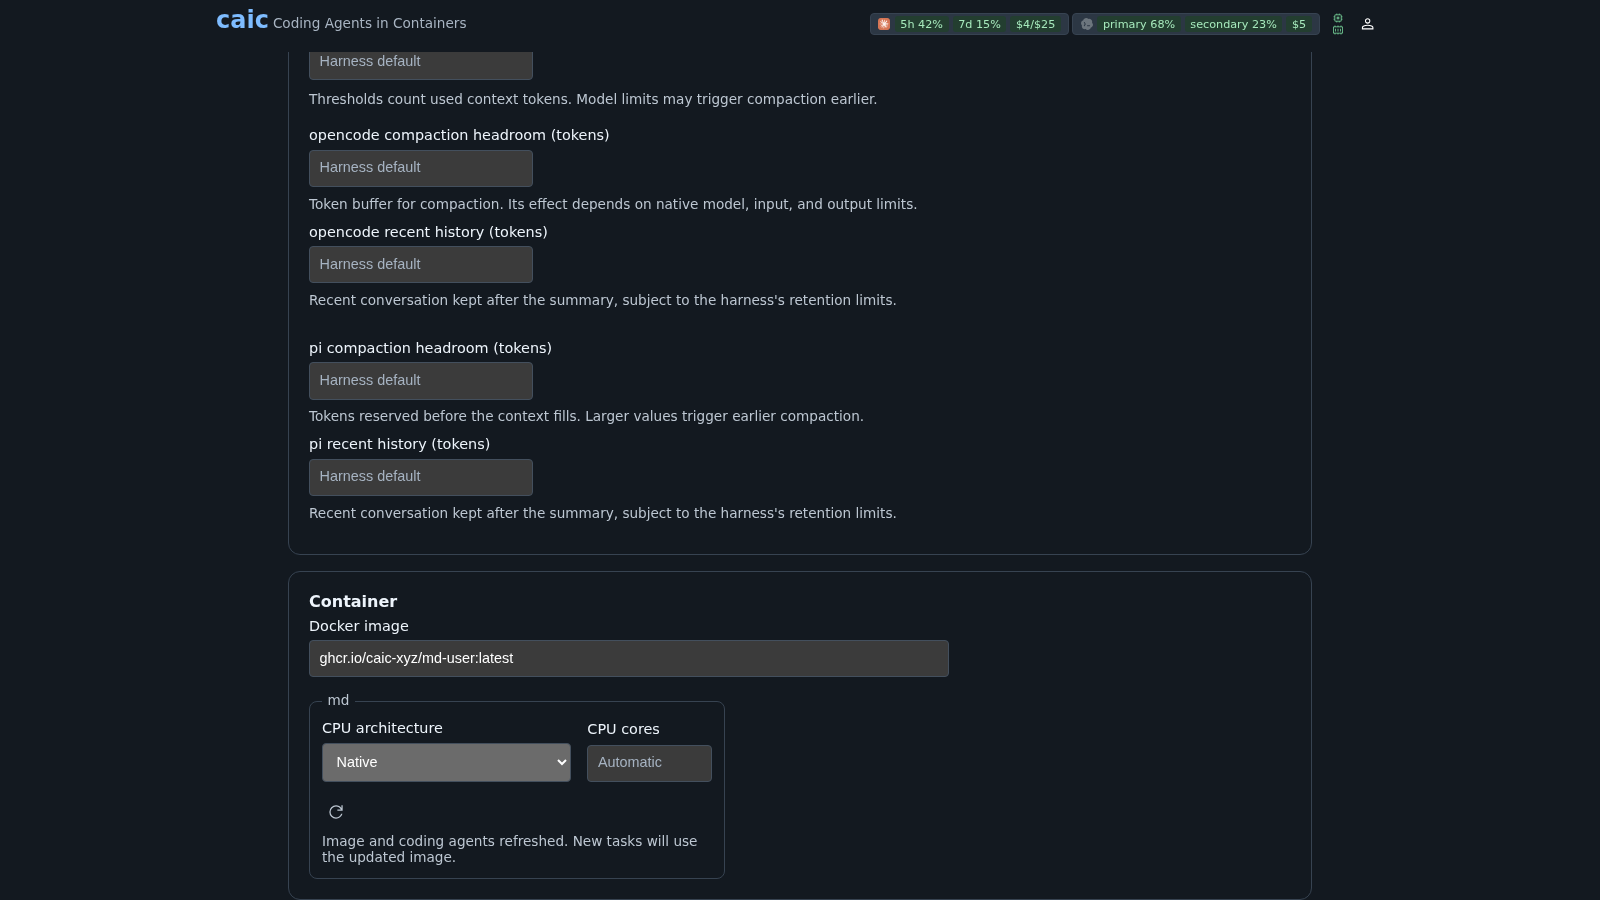 caic Coding Agents in Containers
5h 42% 7d 15% $4/$25 primary 68% secondary 23% $5
Harness default
Thresholds count used context tokens. Model limits may trigger compaction earlier.
opencode compaction headroom (tokens)
Harness default
Token buffer for compaction. Its effect depends on native model, input, and output limits.
opencode recent history (tokens)
Harness default
Recent conversation kept after the summary, subject to the harness's retention limits.
pi compaction headroom (tokens)
Harness default
Tokens reserved before the context fills. Larger values trigger earlier compaction.
pi recent history (tokens)
Harness default
Recent conversation kept after the summary, subject to the harness's retention limits.
Container
Docker image
ghcr.io/caic-xyz/md-user:latest
md
CPU architecture CPU cores
Native Automatic
Image and coding agents refreshed. New tasks will use
the updated image.